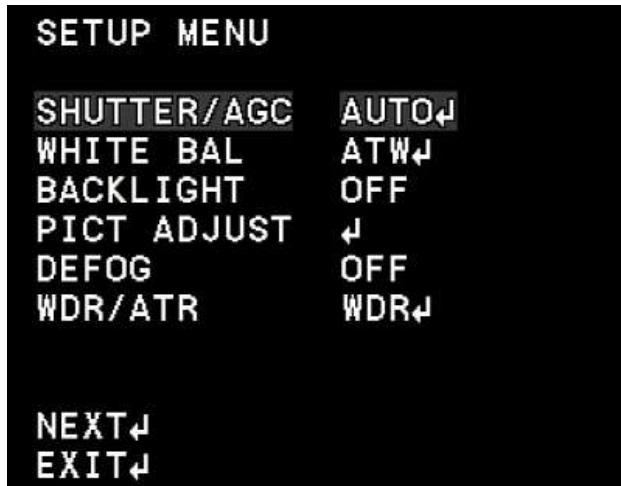 SETUP MENU
SHUTTER/AGC AUTO↲
WHITE BAL ATW↲
BACKLIGHT OFF
PICT ADJUST ↲
DEFOG OFF
WDR/ATR WDR↲
NEXT↲
EXIT↲